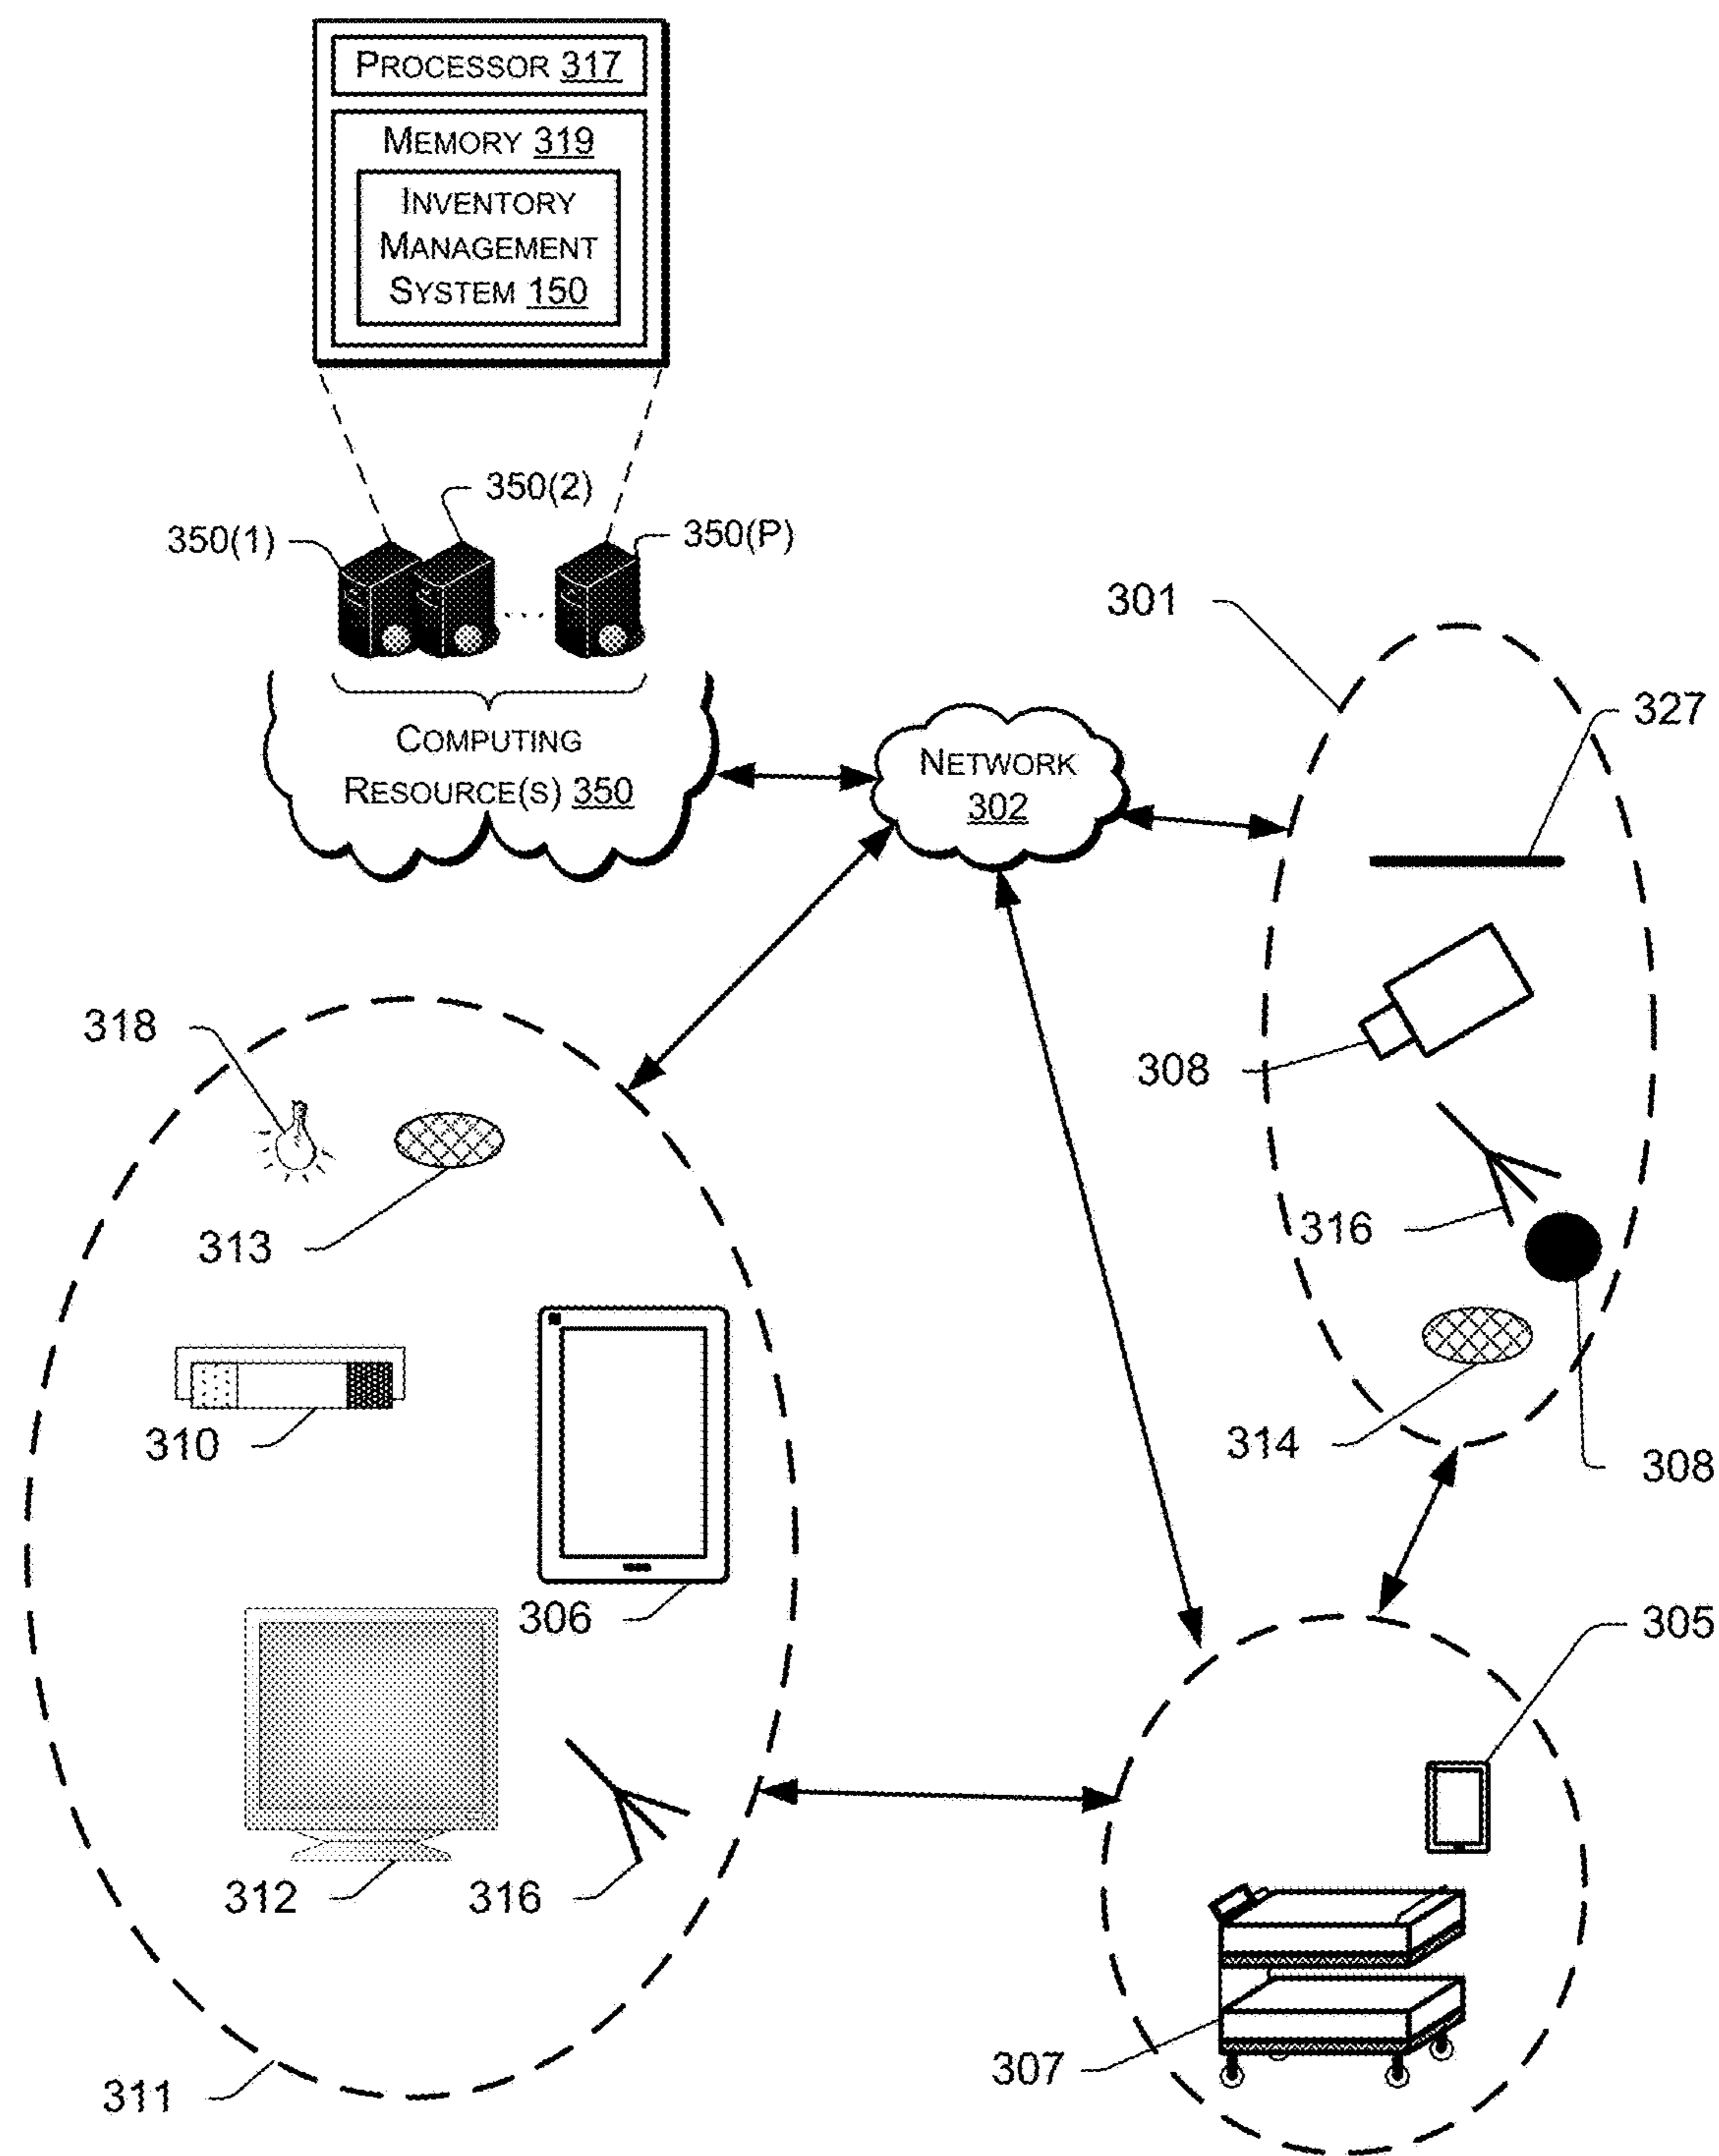 PROCESSOR 317
MEMORY 319
INVENTORY
MANAGEMENT
SYSTEM 150
350(2)
350(1)
350(P)
COMPUTING
RESOURCE(S) 350
NETWORK
302
301
327
308
316
314
308
318
313
310
306
312
316
311
305
307